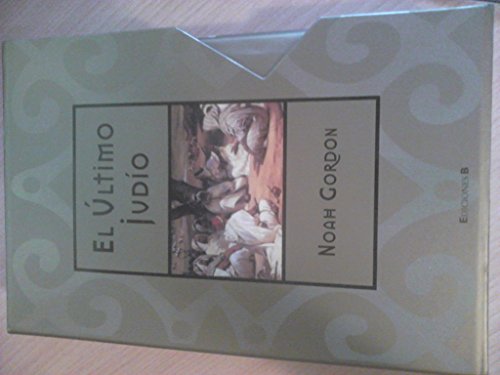 El Último
judío
Noah Gordon
Ediciones B